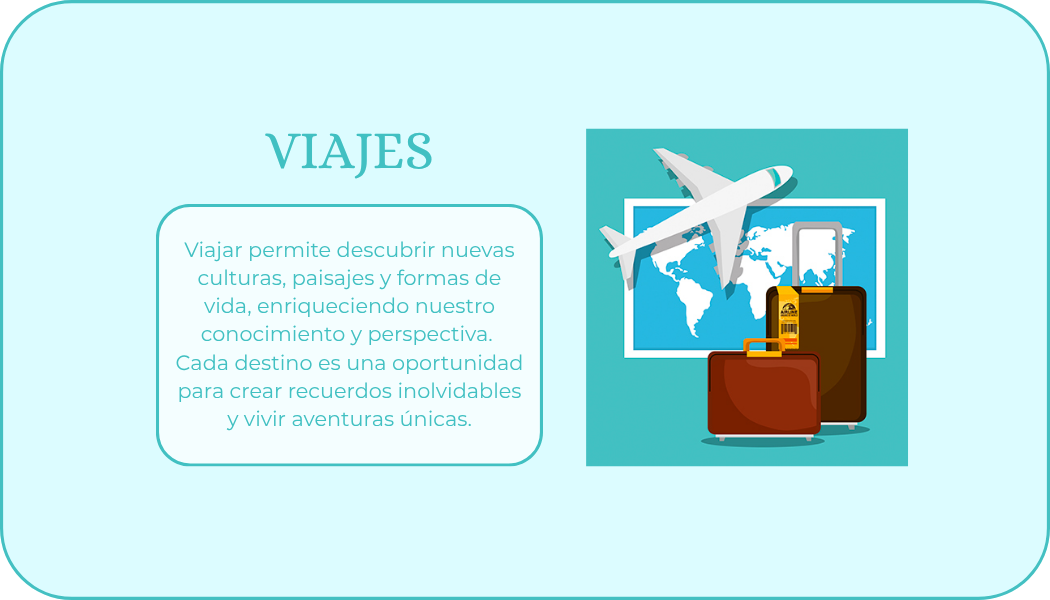 VIAJES
Viajar permite descubrir nuevas
culturas, paisajes y formas de
vida, enriqueciendo nuestro
conocimiento y perspectiva.
Cada destino es una oportunidad
para crear recuerdos inolvidables
y vivir aventuras únicas.
AIRLINE